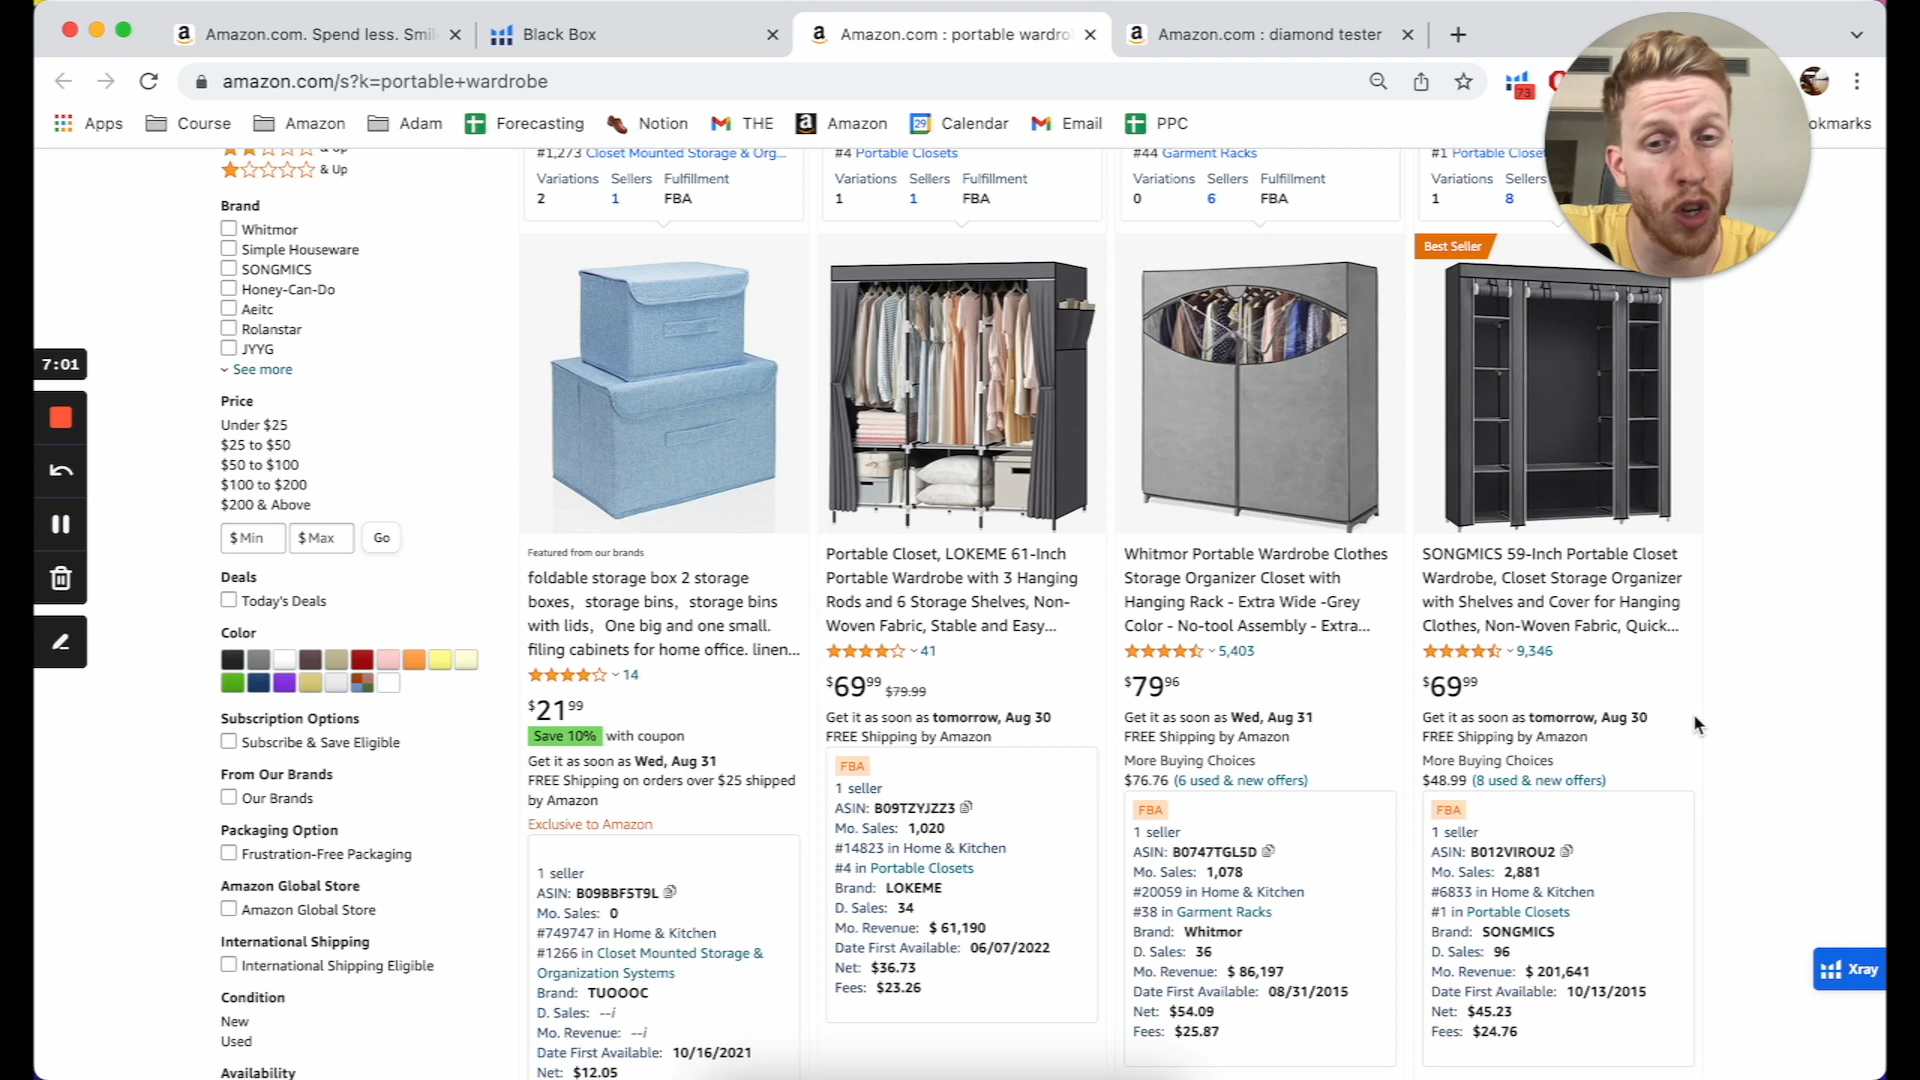 Amazon.com. Spend less. Smil
Black Box
Amazon.com : portable wardro
Amazon.com : diamond tester
amazon.com/s?k=portable+wardrobe
73
Apps
Course
Amazon
Adam
Forecasting
Notion
THE
Amazon
29
Calendar
Email
PPC
okmarks
& Up
& Up
Brand
Whitmor
Simple Houseware
SONGMICS
Honey-Can-Do
Aeitc
Rolanstar
JYYG
See more
Price
Under $25
$25 to $50
$50 to $100
$100 to $200
$200 & Above
$ Min
$ Max
Go
Deals
Today's Deals
Color
Subscription Options
Subscribe & Save Eligible
From Our Brands
Our Brands
Packaging Option
Frustration-Free Packaging
Amazon Global Store
Amazon Global Store
International Shipping
International Shipping Eligible
Condition
New
Used
Availability
7:01
#1,273 Closet Mounted Storage & Org...
Variations Sellers Fulfillment
2 1 FBA
Featured from our brands
foldable storage box 2 storage
boxes, storage bins, storage bins
with lids, One big and one small.
filing cabinets for home office. linen...
14
$21 99
Save 10% with coupon
Get it as soon as Wed, Aug 31
FREE Shipping on orders over $25 shipped
by Amazon
Exclusive to Amazon
1 seller
ASIN: B09BBF5T9L
Mo. Sales: 0
#749747 in Home & Kitchen
#1266 in Closet Mounted Storage &
Organization Systems
Brand: TUOOOC
D. Sales: --i
Mo. Revenue: --i
Date First Available: 10/16/2021
Net: $12.05
#4 Portable Closets
Variations Sellers Fulfillment
1 1 FBA
Portable Closet, LOKEME 61-Inch
Portable Wardrobe with 3 Hanging
Rods and 6 Storage Shelves, Non-
Woven Fabric, Stable and Easy...
41
$69 99 $79.99
Get it as soon as tomorrow, Aug 30
FREE Shipping by Amazon
FBA
1 seller
ASIN: B09TZYJZZ3
Mo. Sales: 1,020
#14823 in Home & Kitchen
#4 in Portable Closets
Brand: LOKEME
D. Sales: 34
Mo. Revenue: $ 61,190
Date First Available: 06/07/2022
Net: $36.73
Fees: $23.26
#44 Garment Racks
Variations Sellers Fulfillment
0 6 FBA
Whitmor Portable Wardrobe Clothes
Storage Organizer Closet with
Hanging Rack - Extra Wide -Grey
Color - No-tool Assembly - Extra...
5,403
$79 96
Get it as soon as Wed, Aug 31
FREE Shipping by Amazon
More Buying Choices
$76.76 (6 used & new offers)
FBA
1 seller
ASIN: B0747TGL5D
Mo. Sales: 1,078
#20059 in Home & Kitchen
#38 in Garment Racks
Brand: Whitmor
D. Sales: 36
Mo. Revenue: $ 86,197
Date First Available: 08/31/2015
Net: $54.09
Fees: $25.87
#1 Portable Close
Variations Sellers
1 8
Best Seller
SONGMICS 59-Inch Portable Closet
Wardrobe, Closet Storage Organizer
with Shelves and Cover for Hanging
Clothes, Non-Woven Fabric, Quick...
9,346
$69 99
Get it as soon as tomorrow, Aug 30
FREE Shipping by Amazon
More Buying Choices
$48.99 (8 used & new offers)
FBA
1 seller
ASIN: B012VIROU2
Mo. Sales: 2,881
#6833 in Home & Kitchen
#1 in Portable Closets
Brand: SONGMICS
D. Sales: 96
Mo. Revenue: $ 201,641
Date First Available: 10/13/2015
Net: $45.23
Fees: $24.76
Xray